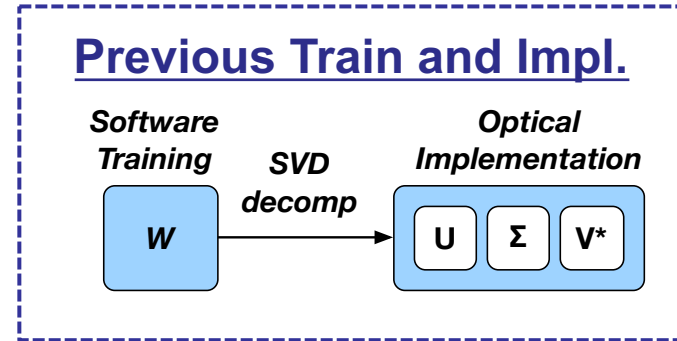 Previous Train and Impl.
Software
Training
SVD
decomp
Optical
Implementation
W
U
Σ
V*